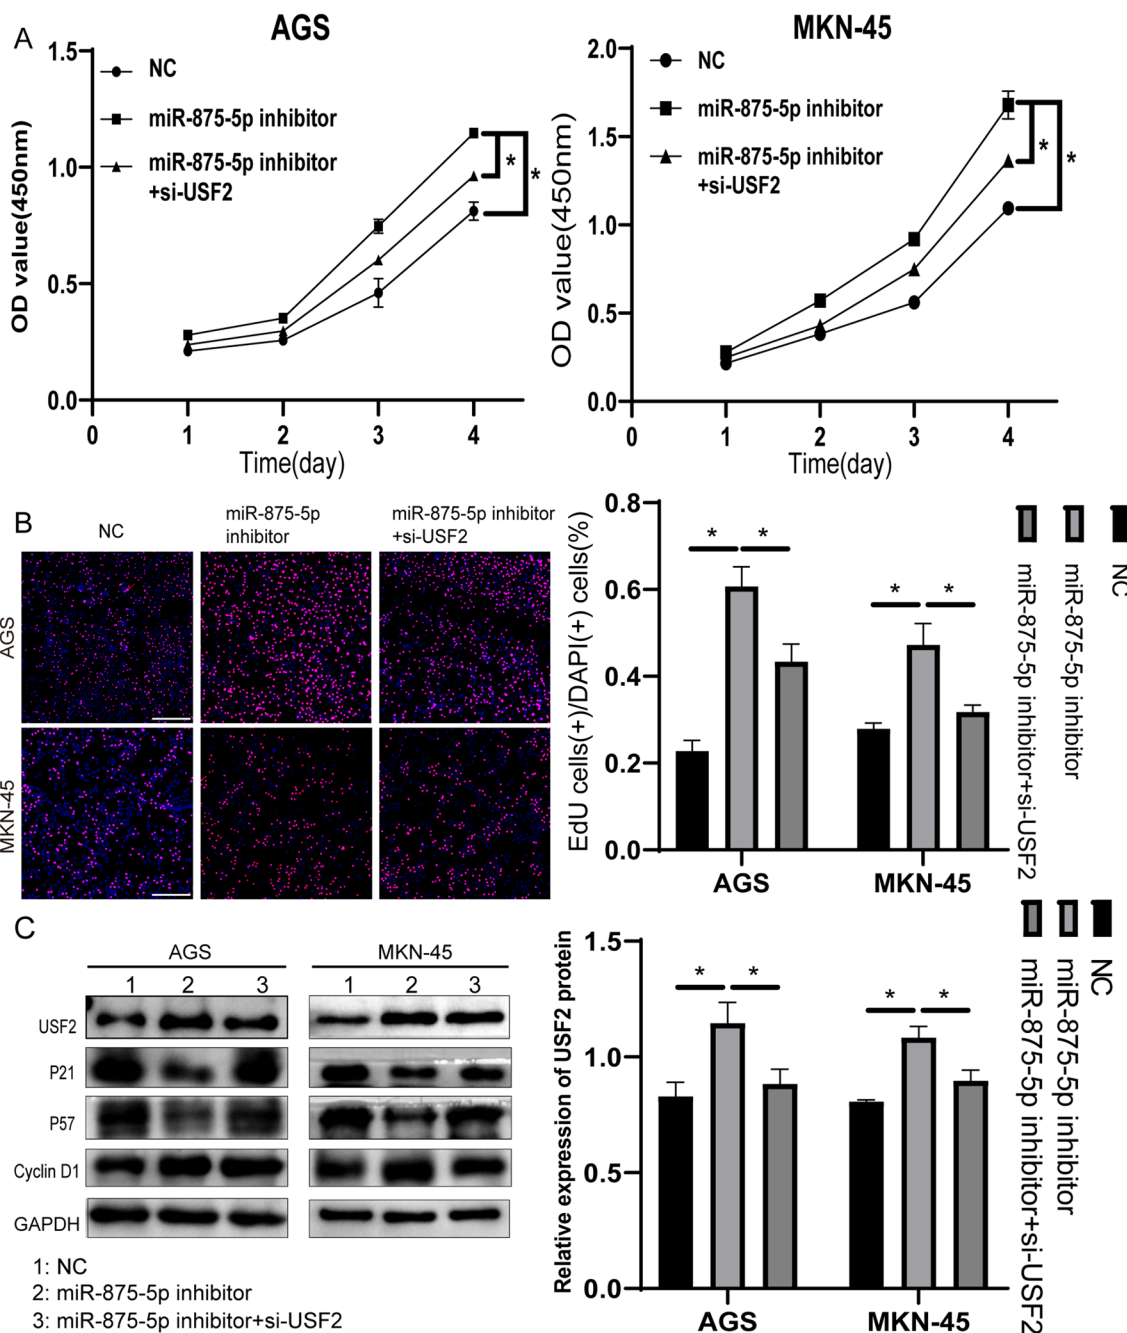 A
AGS
MKN-45
1.5
1.0
0.5
0.0
OD value(450nm)
NC
miR-875-5p inhibitor
miR-875-5p inhibitor
+si-USF2
*
*
0
1
2
3
4
Time(day)
2.0
1.5
1.0
0.5
0.0
OD value(450nm)
NC
miR-875-5p inhibitor
miR-875-5p inhibitor
+si-USF2
*
*
0
1
2
3
4
Time(day)
B
NC
miR-875-5p
inhibitor
miR-875-5p inhibitor
+si-USF2
AGS
MKN-45
EdU cells(+)/DAPI(+) cells(%)
0.8
0.6
0.4
0.2
0.0
*
*
*
*
AGS
MKN-45
NC
miR-875-5p inhibitor
miR-875-5p inhibitor+si-USF2
C
AGS
MKN-45
1 2 3
1 2 3
USF2
P21
P57
Cyclin D1
GAPDH
1: NC
2: miR-875-5p inhibitor
3: miR-875-5p inhibitor+si-USF2
Relative expression of USF2 protein
1.5
1.0
0.5
0.0
*
*
*
*
AGS
MKN-45
NC
miR-875-5p inhibitor
miR-875-5p inhibitor+si-USF2